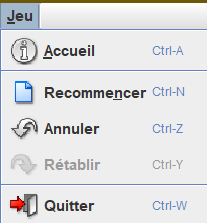 Jeu
Accueil Ctrl-A
Recommencer Ctrl-N
Annuler Ctrl-Z
Rétablir Ctrl-Y
Quitter Ctrl-W